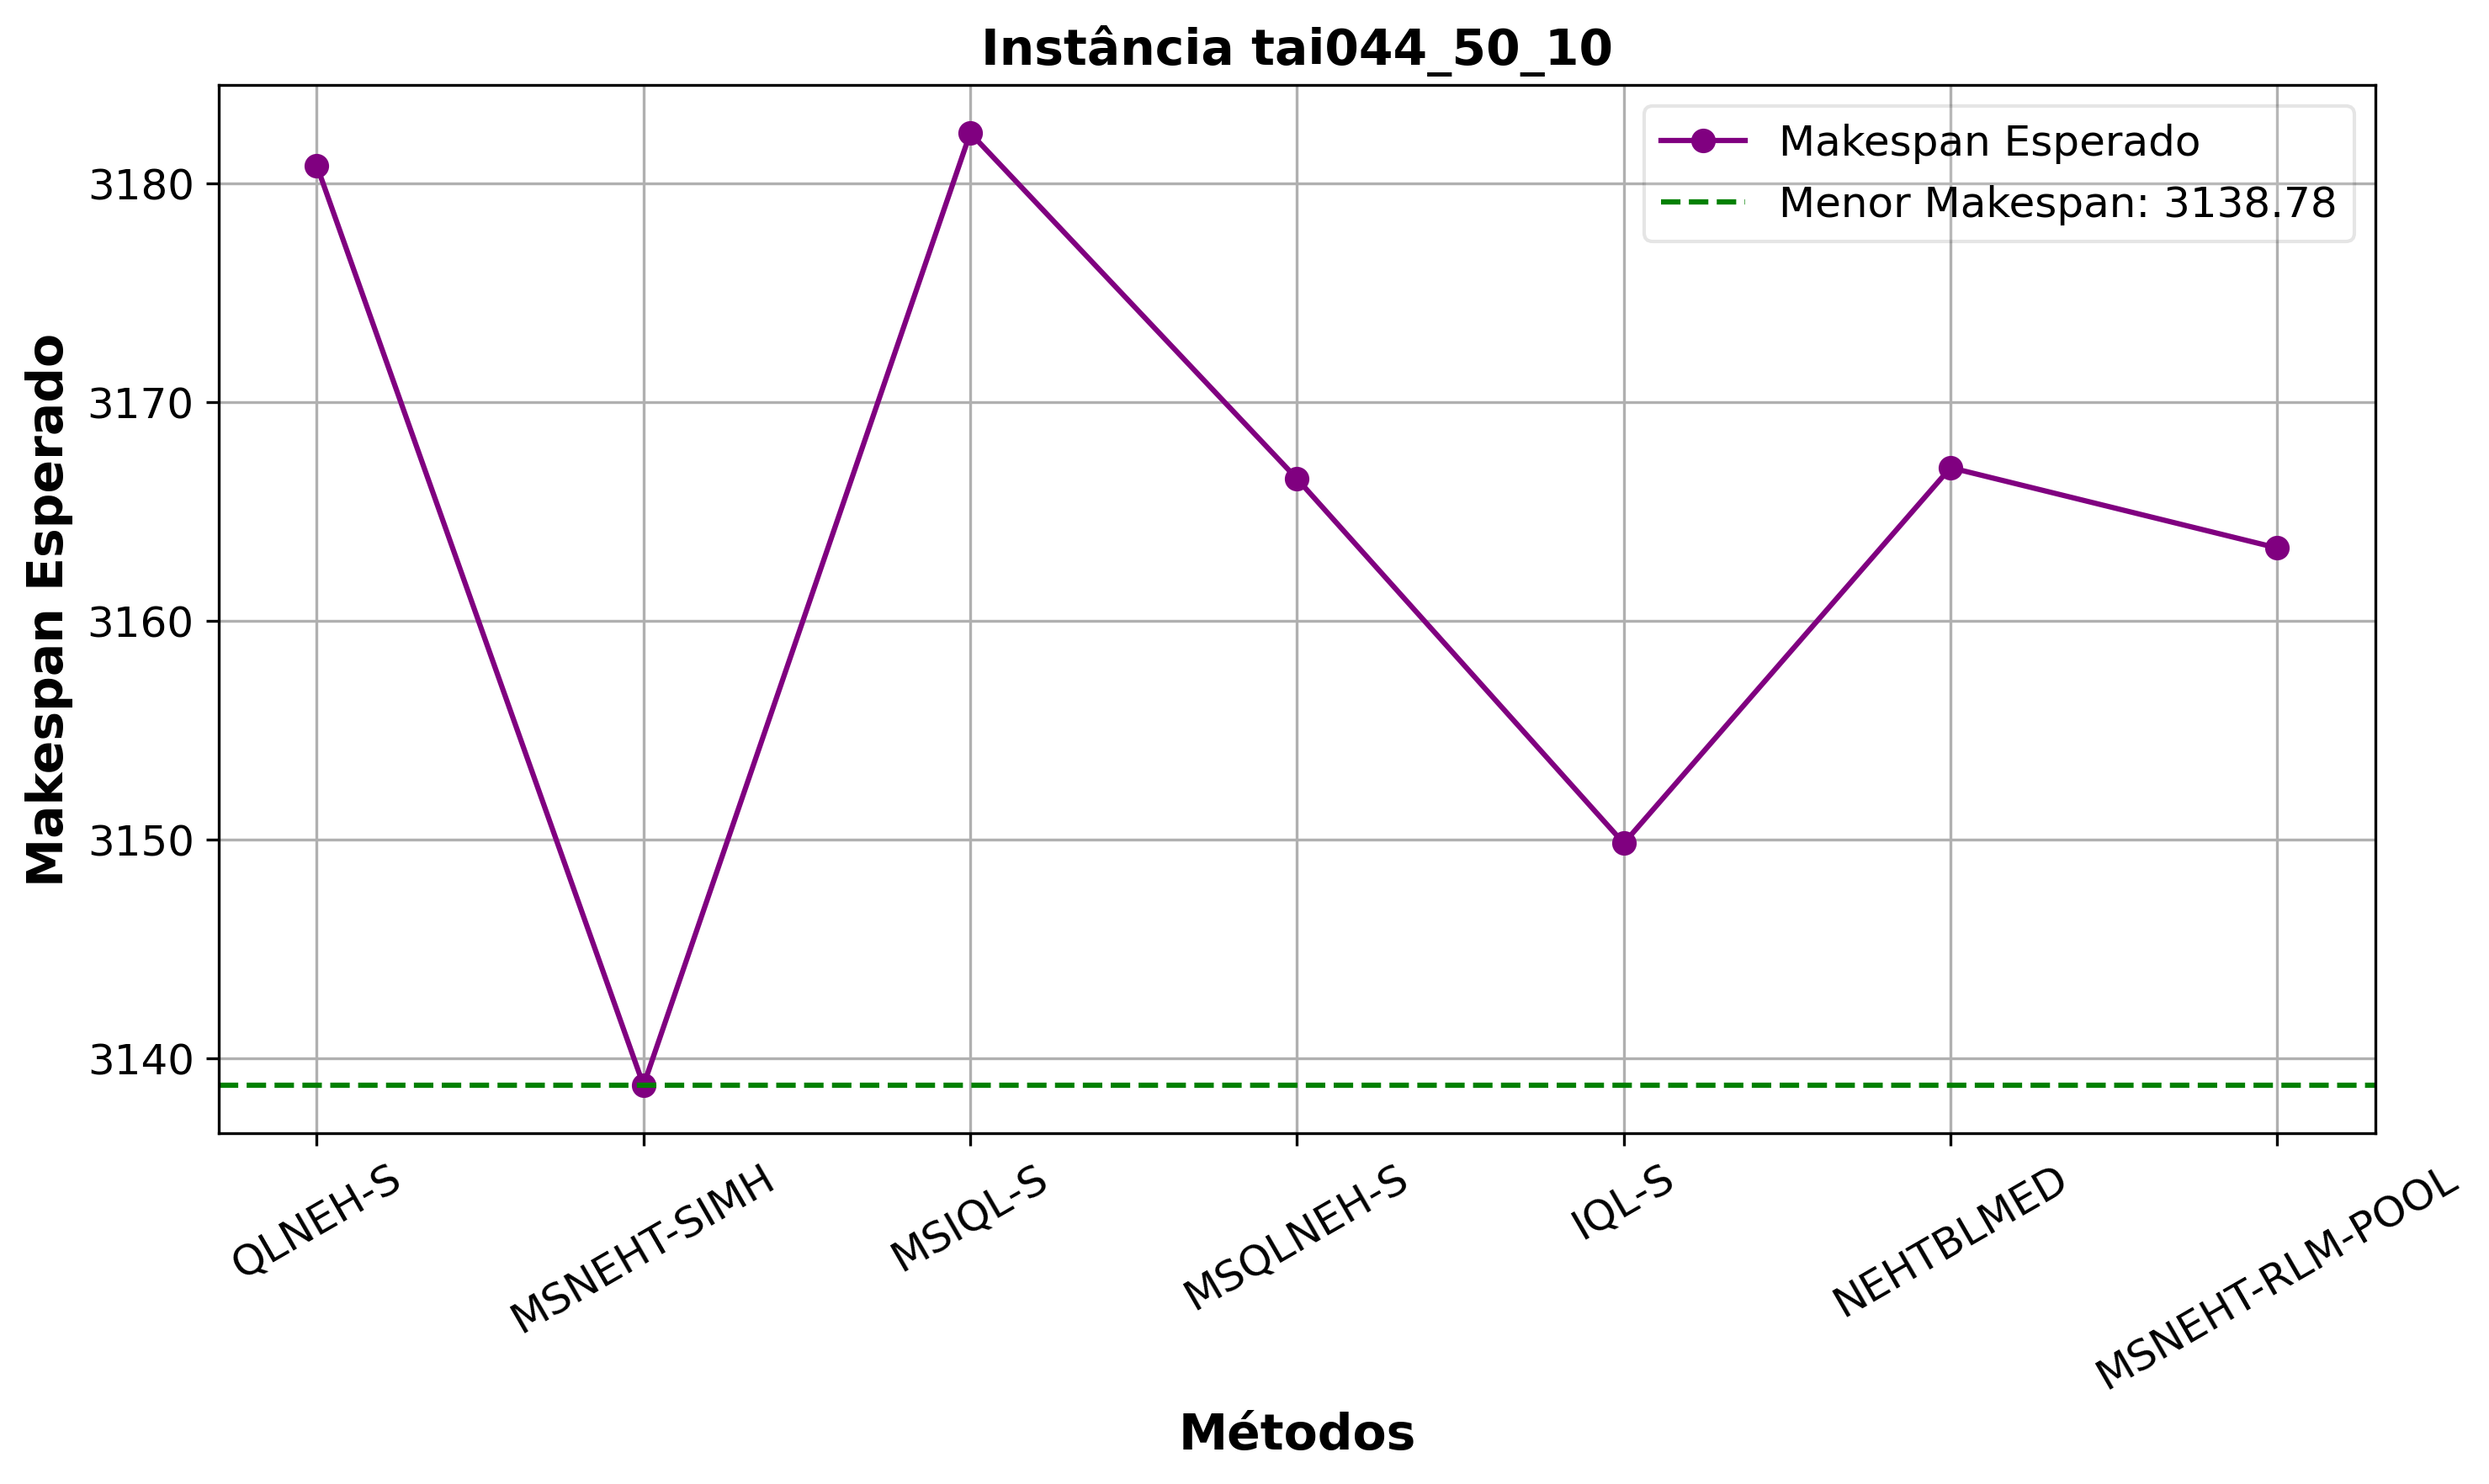 Instância tai044_50_10
Makespan Esperado
Menor Makespan: 3138.78
Makespan Esperado
3180
3170
3160
3150
3140
QLNEH-S
MSNEHT-SIMH
MSIQL-S
MSQLNEH-S
IQL-S
NEHTBLMED
MSNEHT-RLM-POOL
Métodos